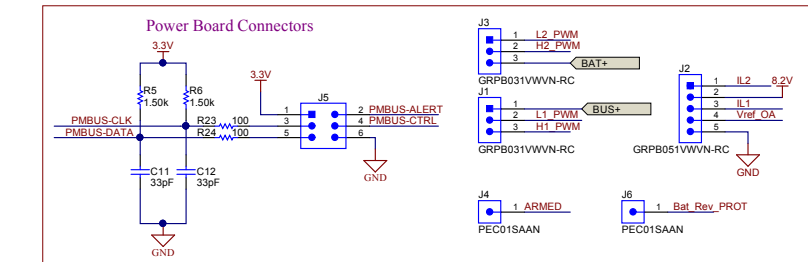 Power Board Connectors
3.3V
R5
1.50k
R6
1.50k
PMBUS-CLK
PMBUS-DATA
R23
100
R24
100
C11
33pF
C12
33pF
GND
3.3V
J5
1
3
5
2
4
6
PMBUS-ALERT
PMBUS-CTRL
GND
J3
1
2
3
L2_PWM
H2_PWM
BAT+
GRPB031VWVN-RC
J1
1
2
3
BUS+
L1_PWM
H1_PWM
GRPB031VWVN-RC
J2
1
2
3
4
5
IL2
8.2V
IL1
Vref_OA
GRPB051VWVN-RC
GND
J4
1
ARMED
PEC01SAAN
J6
1
Bat_Rev_PROT
PEC01SAAN